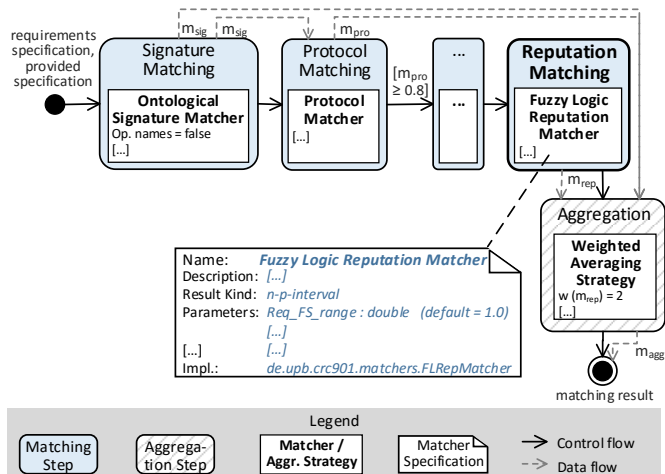 requirements
specification,
provided
specification
m_sig
m_sig
m_pro
Signature
Matching
Ontological
Signature Matcher
Op. names = false
[...]
Protocol
Matching
Protocol
Matcher
[...]
[m_pro
≥ 0.8]
...
...
Reputation
Matching
Fuzzy Logic
Reputation
Matcher
[...]
m_rep
Aggregation
Weighted
Averaging
Strategy
w (m_rep) = 2
[...]
m_agg
matching result
Name: Fuzzy Logic Reputation Matcher
Description: [...]
Result Kind: n-p-interval
Parameters: Req_FS_range : double (default = 1.0)
[...]
[...] [...]
Impl.: de.upb.crc901.matchers.FLRepMatcher
Legend
Matching
Step
Aggrega-
tion Step
Matcher /
Aggr. Strategy
Matcher
Specification
Control flow
Data flow